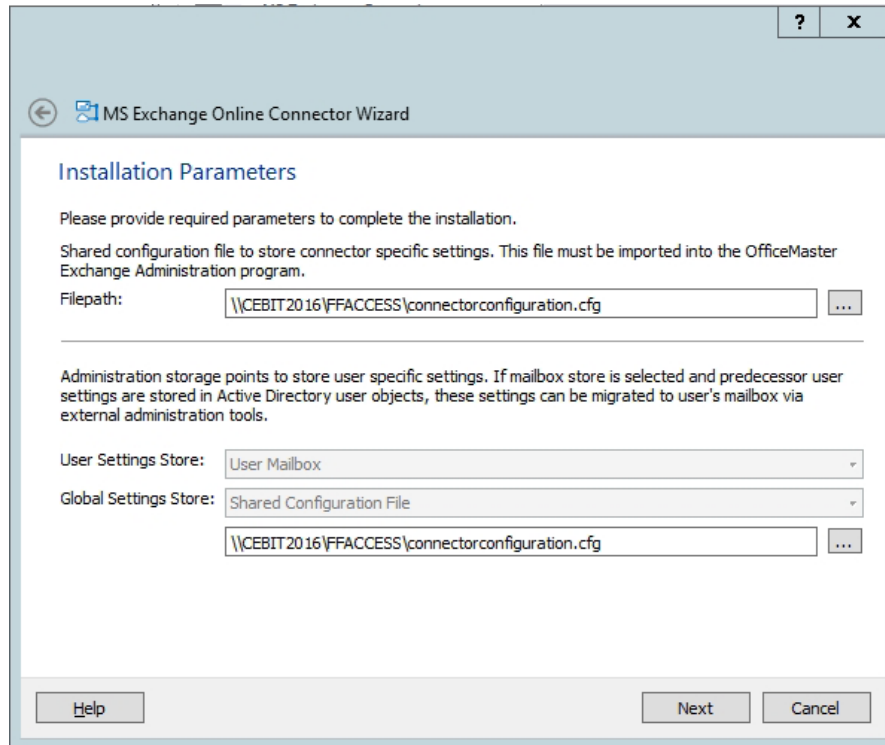 ? x
MS Exchange Online Connector Wizard
Installation Parameters
Please provide required parameters to complete the installation.
Shared configuration file to store connector specific settings. This file must be imported into the OfficeMaster
Exchange Administration program.
Filepath: \\CEBIT2016\FFACCESS\connectorconfiguration.cfg ...
Administration storage points to store user specific settings. If mailbox store is selected and predecessor user
settings are stored in Active Directory user objects, these settings can be migrated to user's mailbox via
external administration tools.
User Settings Store: User Mailbox
Global Settings Store: Shared Configuration File
\\CEBIT2016\FFACCESS\connectorconfiguration.cfg ...
Help Next Cancel